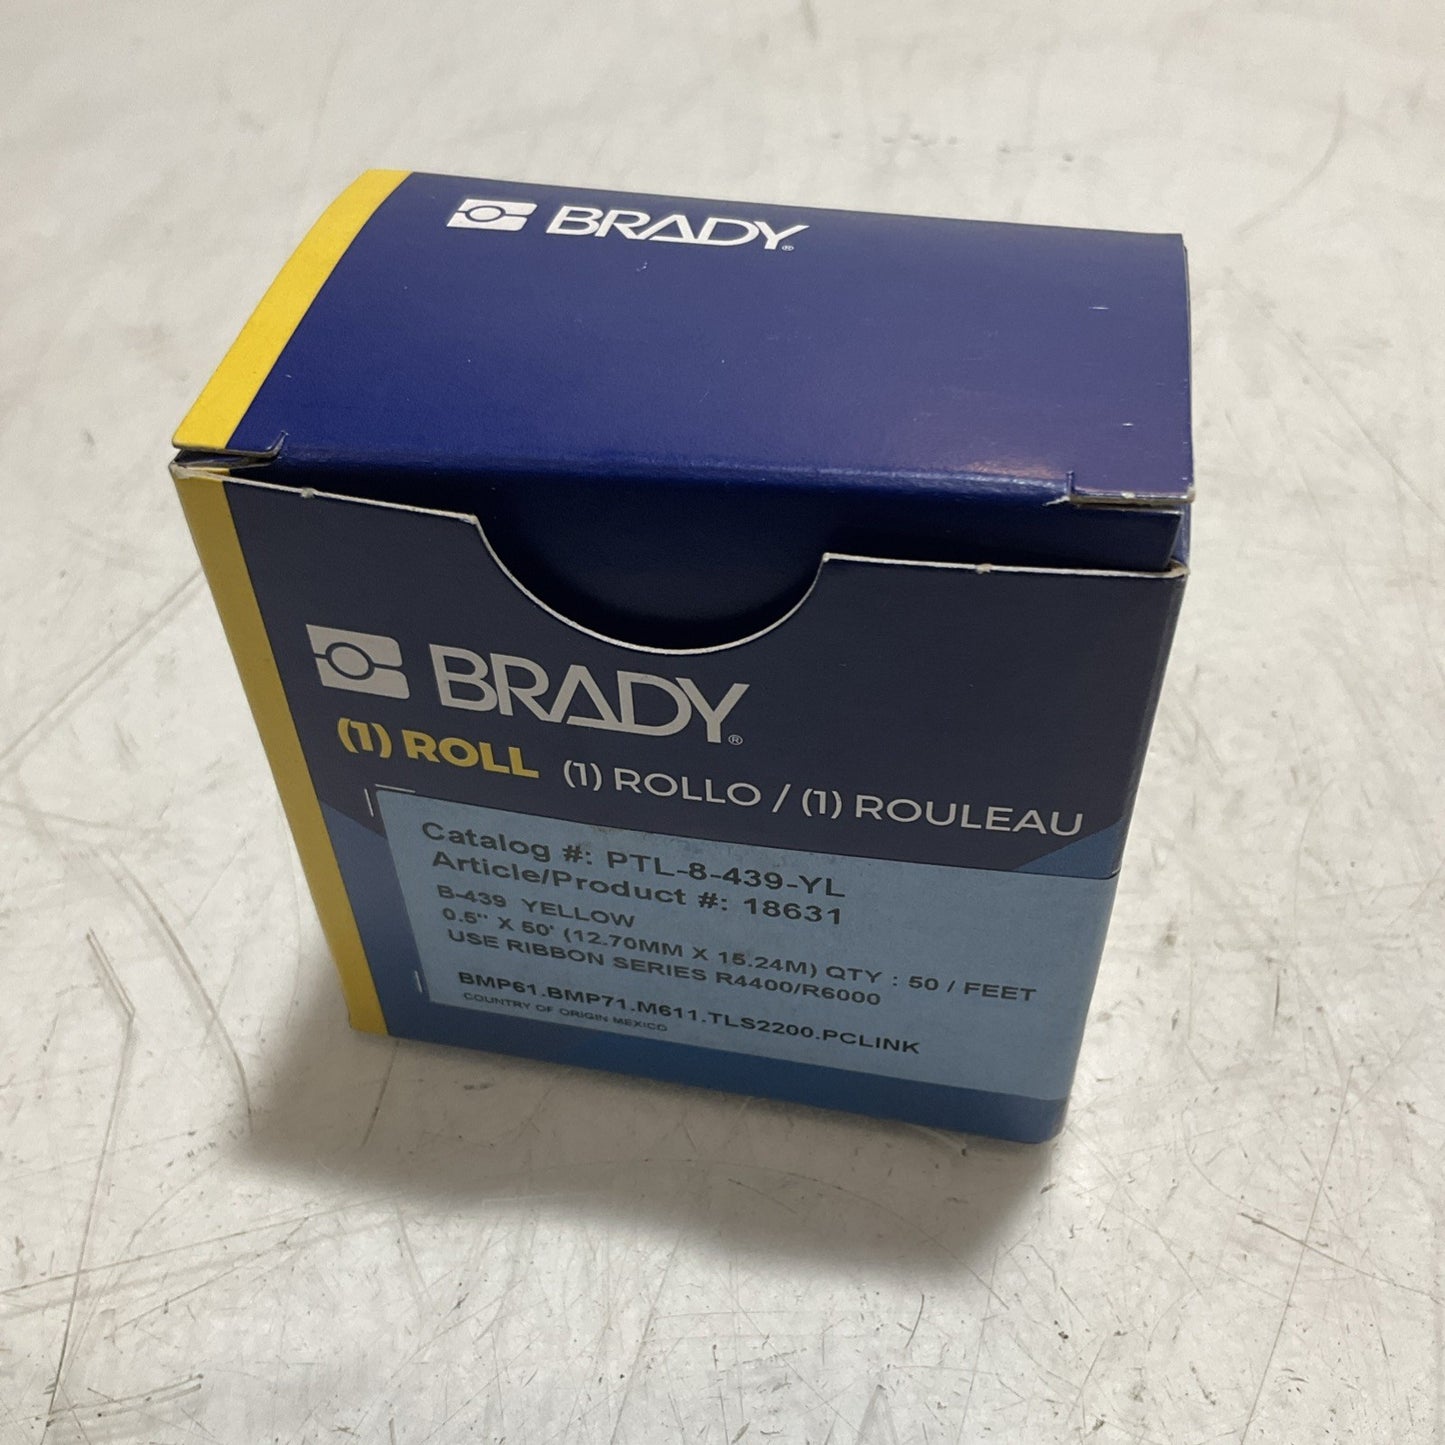 BRADY®
BRADY®
(1) ROLL (1) ROLLO / (1) ROULEAU
Catalog #: PTL-8-439-YL
Article/Product #: 18631
B-439 YELLOW
0.5" X 50' (12.70MM X 15.24M) QTY : 50 / FEET
USE RIBBON SERIES R4400/R6000
BMP61.BMP71.M611.TLS2200.PCLINK
COUNTRY OF ORIGIN MEXICO